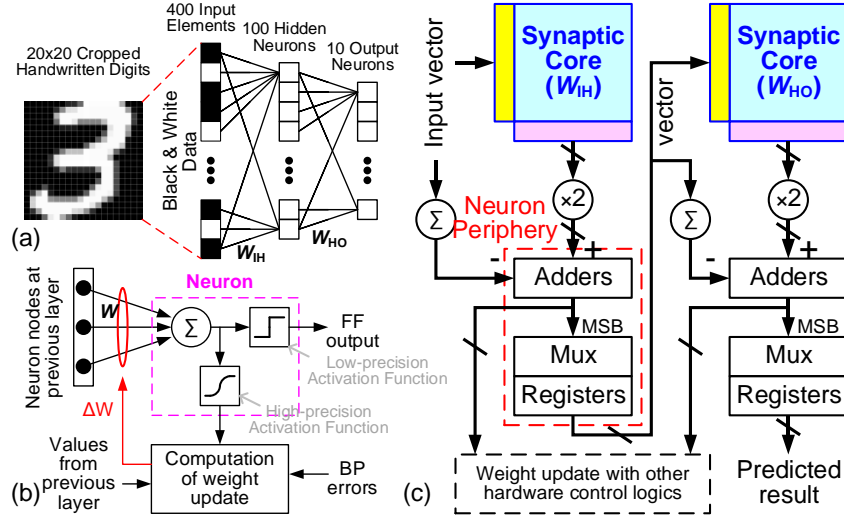 20x20 Cropped
Handwritten Digits
400 Input
Elements
100 Hidden
Neurons
10 Output
Neurons
Black & White
Data
W_IH
W_HO
(a)
Neuron nodes at
previous layer
W
Neuron
Σ
FF
output
Low-precision
Activation Function
High-precision
Activation Function
ΔW
Values from
previous
layer
Computation
of weight
update
BP
errors
(b)
Input vector
Synaptic
Core
(W_IH)
×2
Σ
Neuron
Periphery
-
+
Adders
MSB
Mux
Registers
vector
Synaptic
Core
(W_HO)
×2
Σ
-
+
Adders
MSB
Mux
Registers
Weight update with other
hardware control logics
Predicted
result
(c)